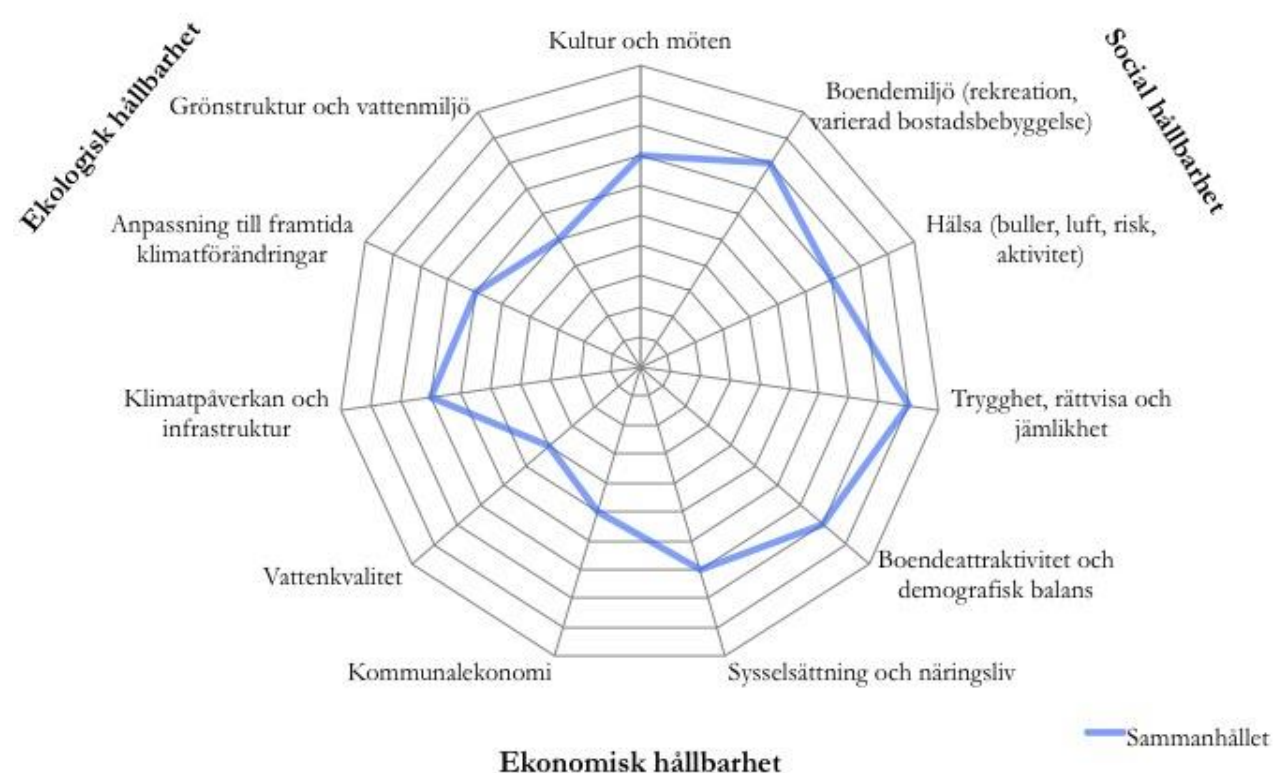 Kultur och möten
Ekologisk hållbarhet
Social hållbarhet
Grönstruktur och vattenmiljö
Boendemiljö (rekreation,
varierad bostadsbebyggelse)
Anpassning till framtida
klimatförändringar
Hälsa (buller, luft, risk,
aktivitet)
Klimatpåverkan och
infrastruktur
Trygghet, rättvisa och
jämlikhet
Vattenkvalitet
Boendeattraktivitet och
demografisk balans
Kommunalekonomi
Sysselsättning och näringsliv
Sammanhållet
Ekonomisk hållbarhet